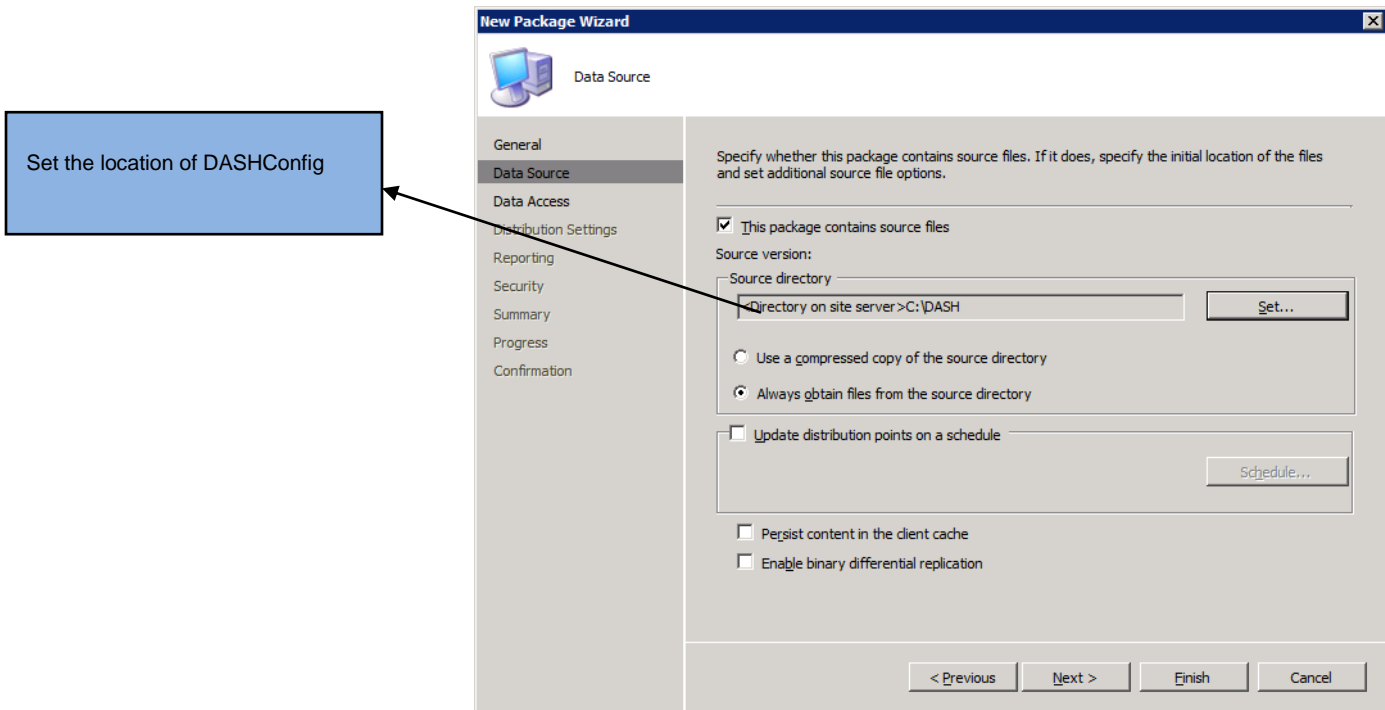 New Package Wizard
Data Source
Set the location of DASHConfig
General
Data Source
Data Access
Distribution Settings
Reporting
Security
Summary
Progress
Confirmation
Specify whether this package contains source files. If it does, specify the initial location of the files
and set additional source file options.
This package contains source files
Source version:
Source directory
<Directory on site server>C:\DASH
Set...
Use a compressed copy of the source directory
Always obtain files from the source directory
Update distribution points on a schedule
Schedule...
Persist content in the client cache
Enable binary differential replication
< Previous
Next >
Finish
Cancel